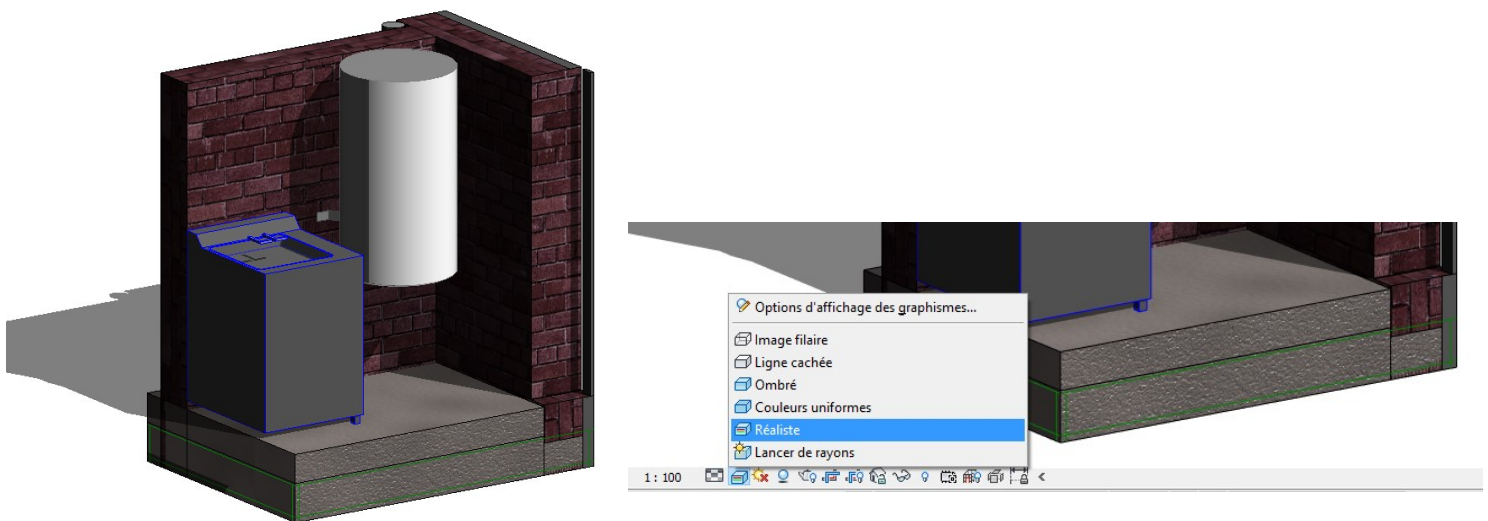 Options d'affichage des graphismes...
Image filaire
Ligne cachée
Ombré
Couleurs uniformes
Réaliste
Lancer de rayons
1 : 100